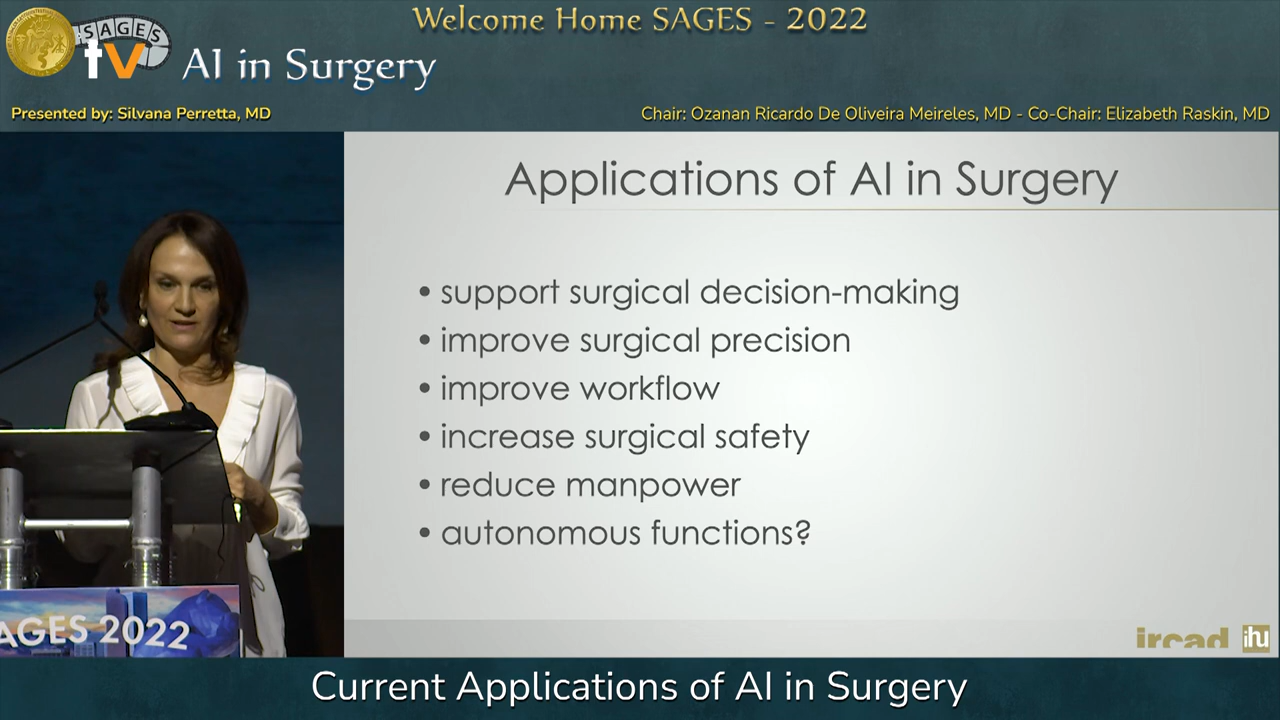 Welcome Home SAGES - 2022
SAGES
tv
AI in Surgery
Presented by: Silvana Perretta, MD
Chair: Ozanan Ricardo De Oliveira Meireles, MD - Co-Chair: Elizabeth Raskin, MD
Applications of AI in Surgery
• support surgical decision-making
• improve surgical precision
• improve workflow
• increase surgical safety
• reduce manpower
• autonomous functions?
AGES 2022
ircad ihu
Current Applications of AI in Surgery